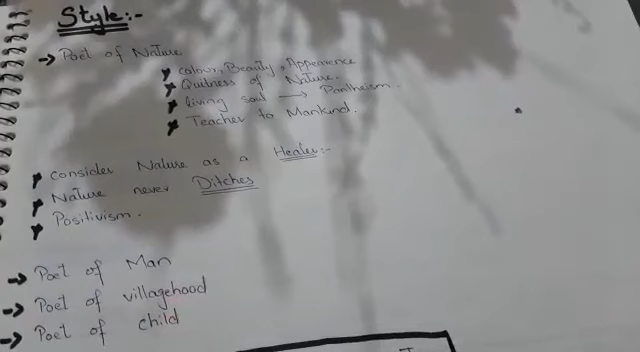 Style:-
→ Poet of Nature
Colour, Beauty, Appearence
Quitness of Nature.
living soul → Pantheism.
Teacher to Mankind.
Consider Nature as a Healer:-
Nature never Ditches
Positivism.
→ Poet of Man
→ Poet of villagehood
→ Poet of child